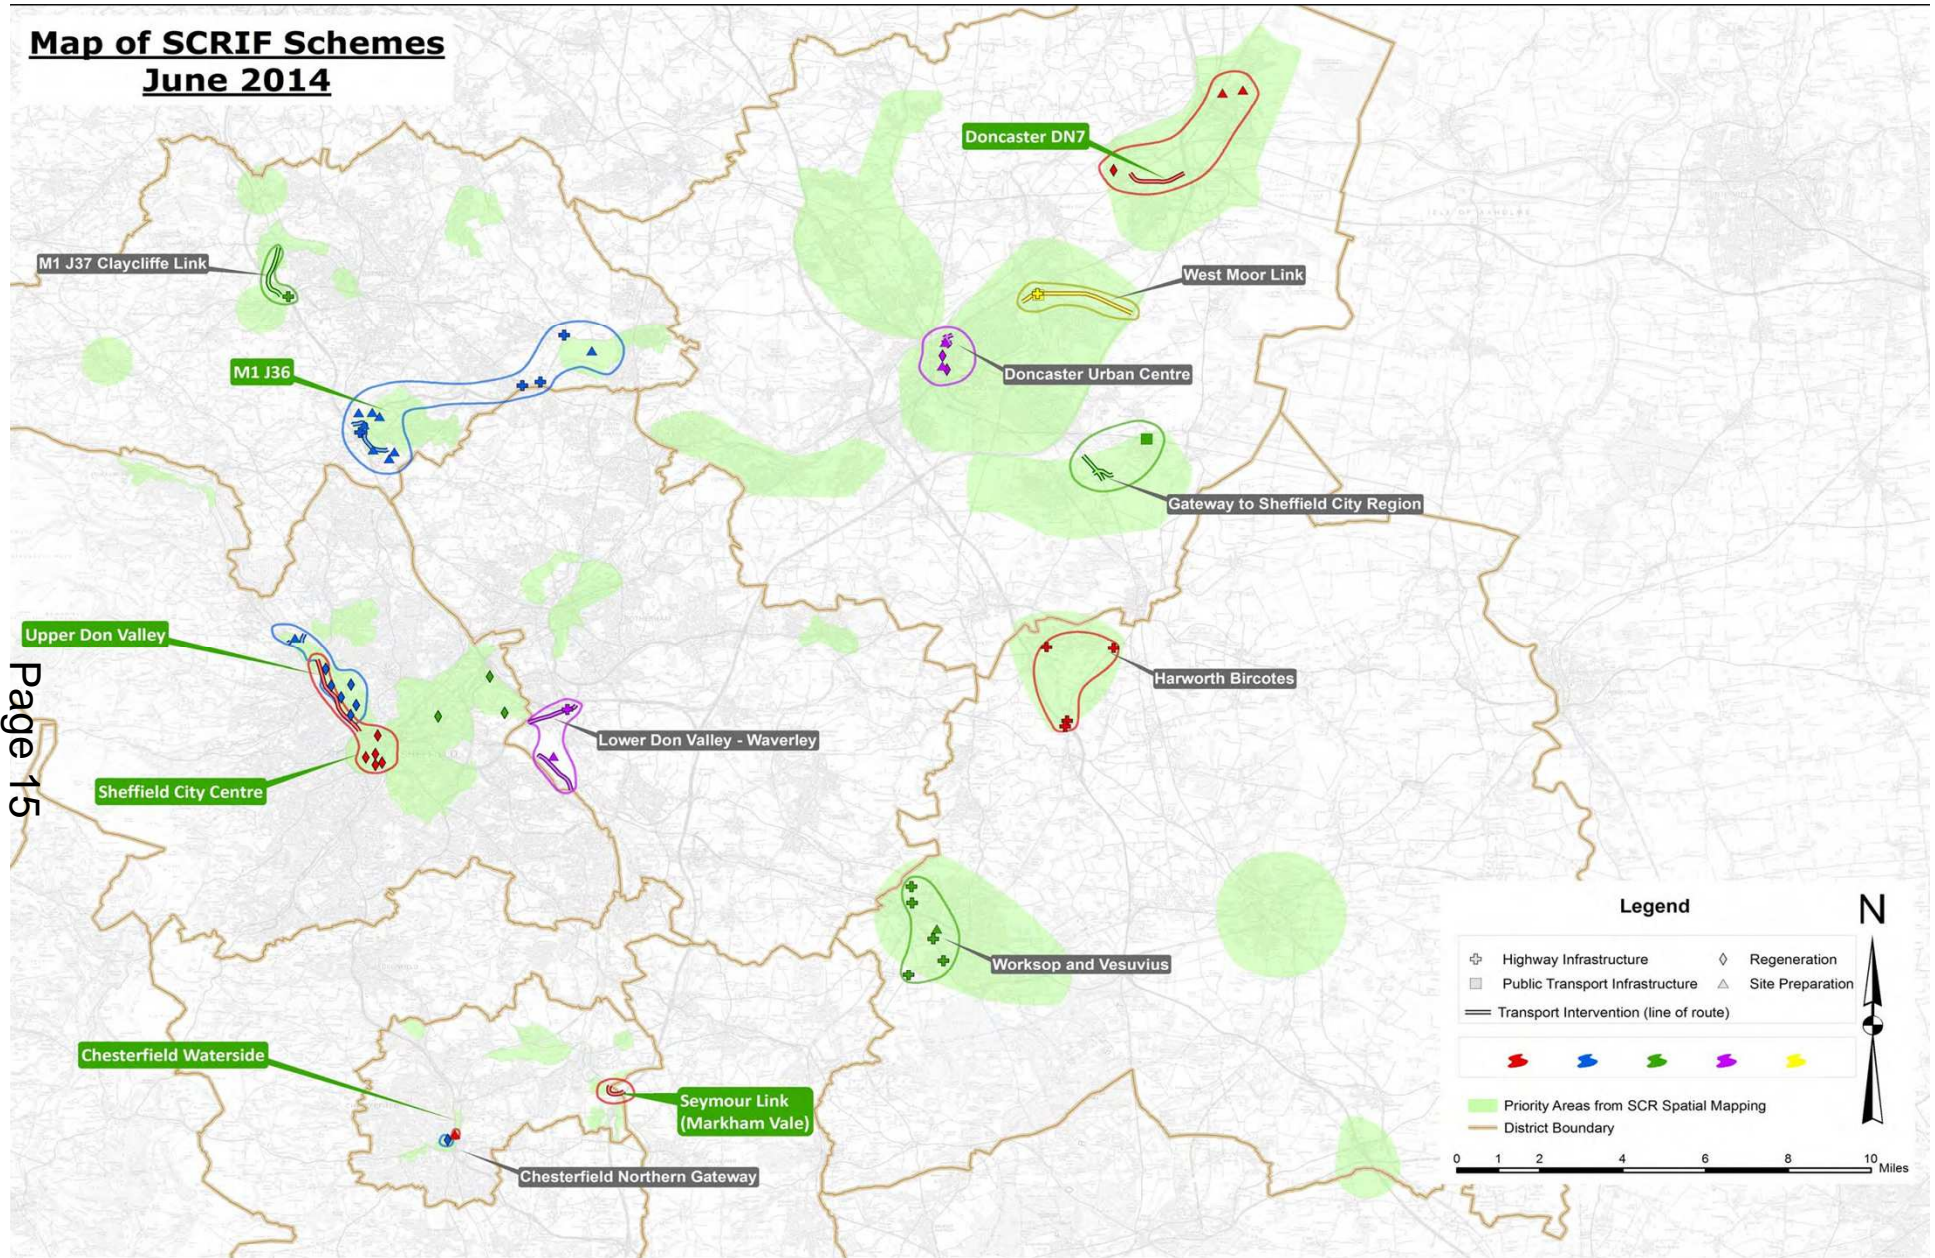 Map of SCRIF Schemes
June 2014
Doncaster DN7
M1 J37 Claycliffe Link
West Moor Link
M1 J36
Doncaster Urban Centre
Gateway to Sheffield City Region
Upper Don Valley
Page 15
Harworth Bircotes
Lower Don Valley - Waverley
Sheffield City Centre
Worksop and Vesuvius
Chesterfield Waterside
Seymour Link
(Markham Vale)
Chesterfield Northern Gateway
Legend
N
Highway Infrastructure
Regeneration
Public Transport Infrastructure
Site Preparation
Transport Intervention (line of route)
Priority Areas from SCR Spatial Mapping
District Boundary
0 1 2 4 6 8 10
Miles